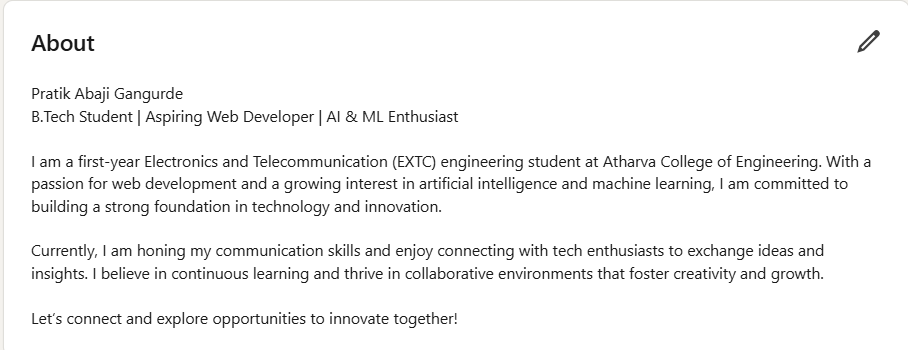 About
Pratik Abaji Gangurde
B.Tech Student | Aspiring Web Developer | AI & ML Enthusiast
I am a first-year Electronics and Telecommunication (EXTC) engineering student at Atharva College of Engineering. With a
passion for web development and a growing interest in artificial intelligence and machine learning, I am committed to
building a strong foundation in technology and innovation.
Currently, I am honing my communication skills and enjoy connecting with tech enthusiasts to exchange ideas and
insights. I believe in continuous learning and thrive in collaborative environments that foster creativity and growth.
Let’s connect and explore opportunities to innovate together!